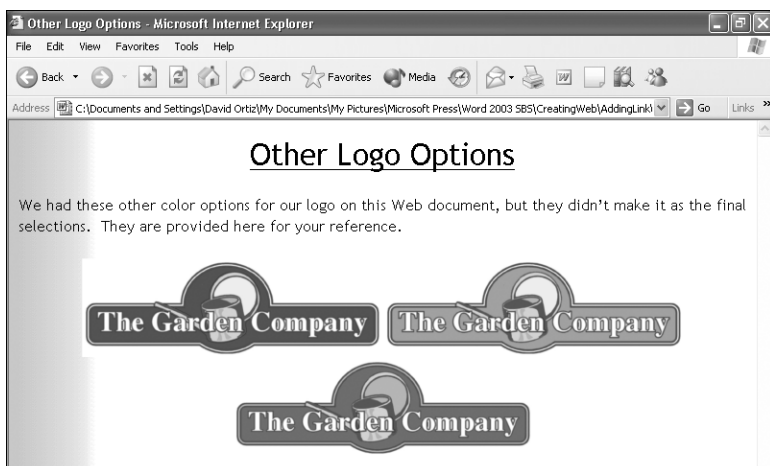 Other Logo Options - Microsoft Internet Explorer
File Edit View Favorites Tools Help
Back Search Favorites Media W
Address C:\Documents and Settings\David Ortiz\My Documents\My Pictures\Microsoft Press\Word 2003 SBS\CreatingWeb\AddingLink\ Go Links »
Other Logo Options
We had these other color options for our logo on this Web document, but they didn't make it as the final
selections. They are provided here for your reference.
The Garden Company The Garden Company
The Garden Company